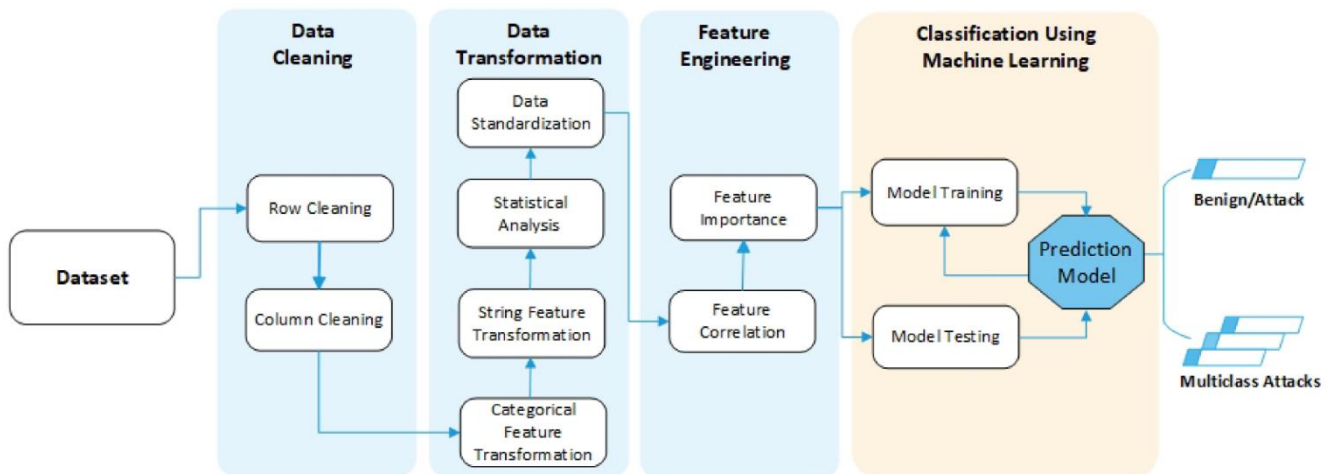 Data
Cleaning
Data
Transformation
Feature
Engineering
Classification Using
Machine Learning
Dataset
Row Cleaning
Column Cleaning
Data
Standardization
Statistical
Analysis
String Feature
Transformation
Categorical
Feature
Transformation
Feature
Importance
Feature
Correlation
Model Training
Model Testing
Prediction
Model
Benign/Attack
Multiclass Attacks